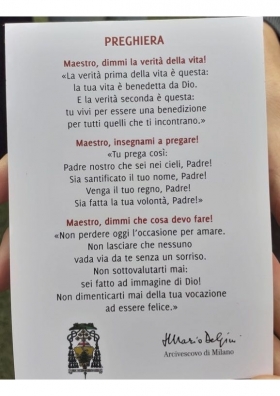 PREGHIERA
Maestro, dimmi la verità della vita!
«La verità prima della vita è questa:
la tua vita è benedetta da Dio.
E la verità seconda è questa:
tu vivi per essere una benedizione
per tutti quelli che ti incontrano.»
Maestro, insegnami a pregare!
«Tu prega così:
Padre nostro che sei nei cieli, Padre!
Sia santificato il tuo nome, Padre!
Venga il tuo regno, Padre!
Sia fatta la tua volontà, Padre!»
Maestro, dimmi che cosa devo fare!
«Non perdere oggi l'occasione per amare.
Non lasciare che nessuno
vada via da te senza un sorriso.
Non sottovalutarti mai:
sei fatto ad immagine di Dio!
Non dimenticarti mai della tua vocazione
ad essere felice.»
Mario Delpini
Arcivescovo di Milano